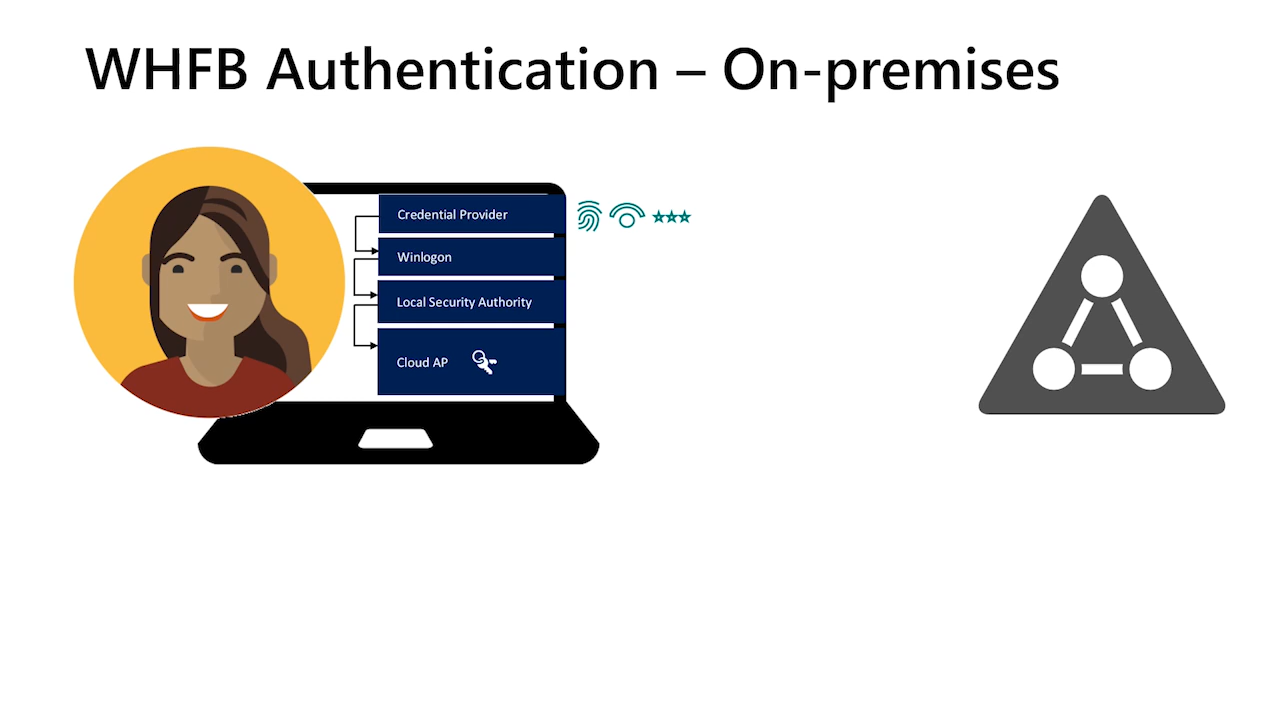 WHFB Authentication – On-premises
Credential Provider
Winlogon
Local Security Authority
Cloud AP